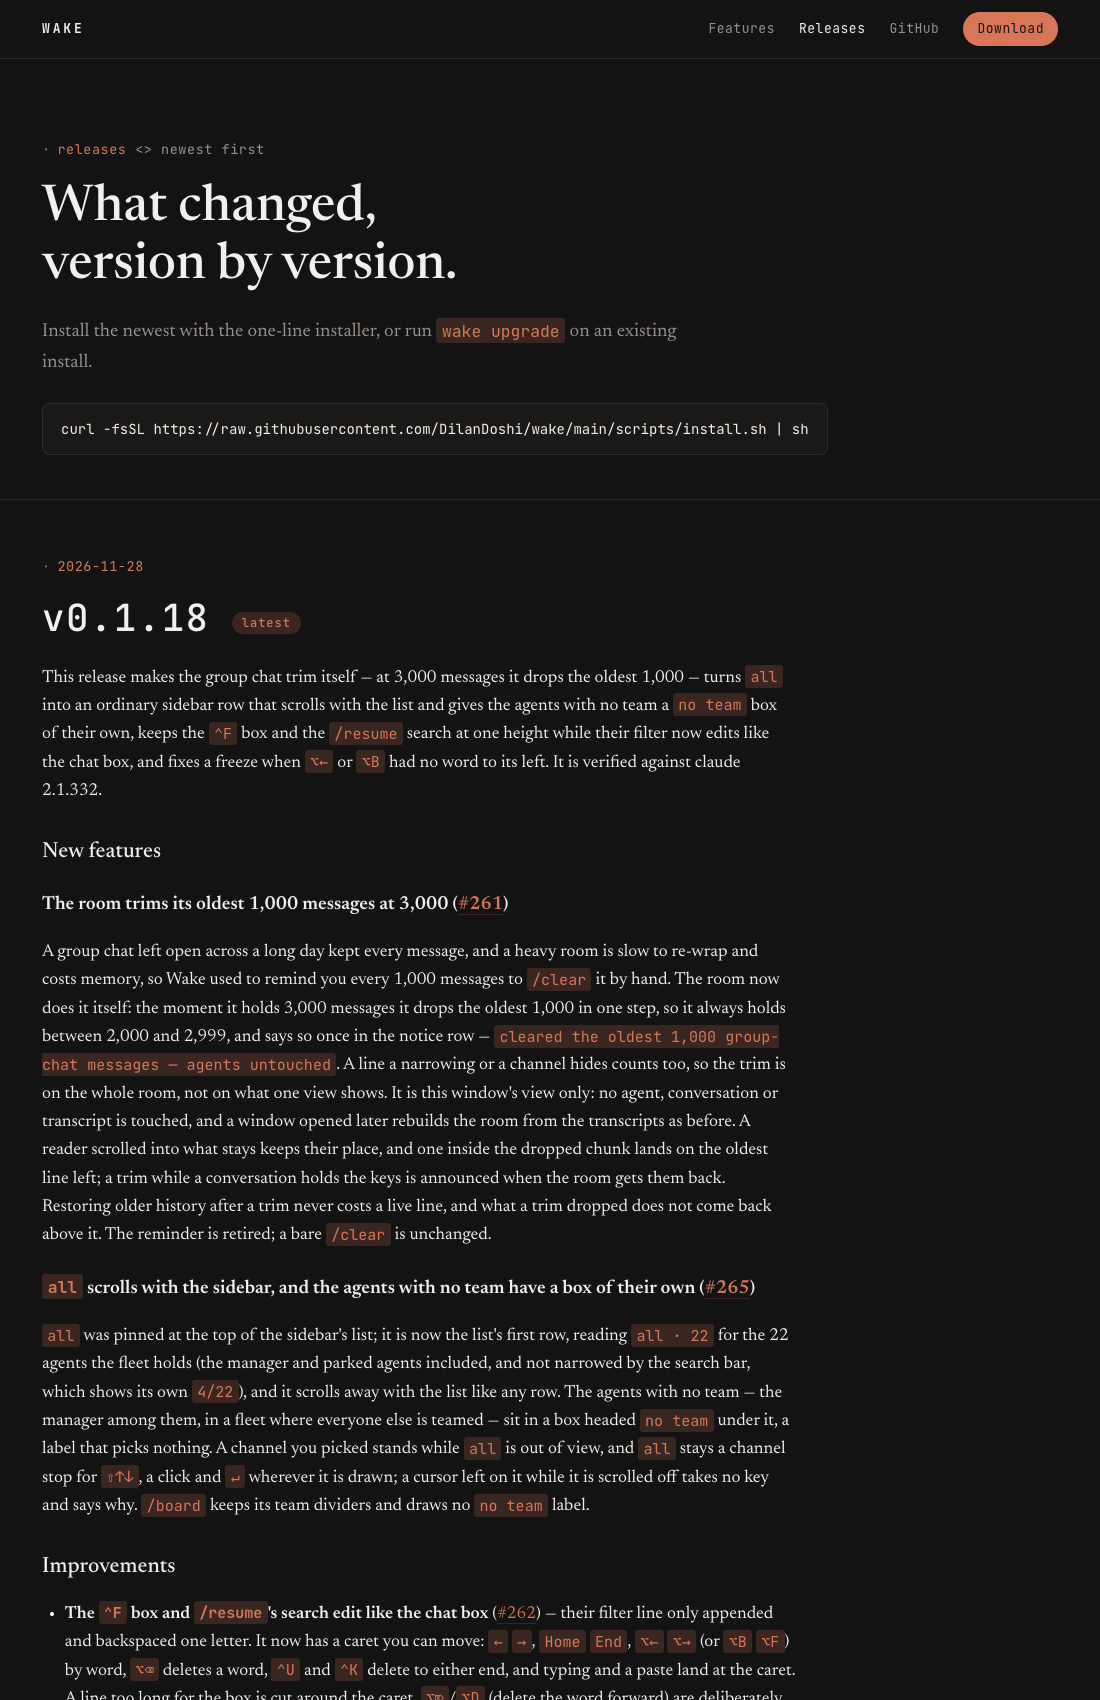 WAKE
Features Releases GitHub Download
· releases <> newest first
What changed,
version by version.
Install the newest with the one-line installer, or run wake upgrade on an existing
install.
curl -fsSL https://raw.githubusercontent.com/DilanDoshi/wake/main/scripts/install.sh | sh
· 2026-11-28
v0.1.18 latest
This release makes the group chat trim itself — at 3,000 messages it drops the oldest 1,000 — turns all
into an ordinary sidebar row that scrolls with the list and gives the agents with no team a no team box
of their own, keeps the ^F box and the /resume search at one height while their filter now edits like
the chat box, and fixes a freeze when ⌥← or ⌥B had no word to its left. It is verified against claude
2.1.332.
New features
The room trims its oldest 1,000 messages at 3,000 (#261)
A group chat left open across a long day kept every message, and a heavy room is slow to re-wrap and
costs memory, so Wake used to remind you every 1,000 messages to /clear it by hand. The room now
does it itself: the moment it holds 3,000 messages it drops the oldest 1,000 in one step, so it always holds
between 2,000 and 2,999, and says so once in the notice row — cleared the oldest 1,000 group-
chat messages — agents untouched. A line a narrowing or a channel hides counts too, so the trim is
on the whole room, not on what one view shows. It is this window's view only: no agent, conversation or
transcript is touched, and a window opened later rebuilds the room from the transcripts as before. A
reader scrolled into what stays keeps their place, and one inside the dropped chunk lands on the oldest
line left; a trim while a conversation holds the keys is announced when the room gets them back.
Restoring older history after a trim never costs a live line, and what a trim dropped does not come back
above it. The reminder is retired; a bare /clear is unchanged.
all scrolls with the sidebar, and the agents with no team have a box of their own (#265)
all was pinned at the top of the sidebar's list; it is now the list's first row, reading all · 22 for the 22
agents the fleet holds (the manager and parked agents included, and not narrowed by the search bar,
which shows its own 4/22), and it scrolls away with the list like any row. The agents with no team — the
manager among them, in a fleet where everyone else is teamed — sit in a box headed no team under it, a
label that picks nothing. A channel you picked stands while all is out of view, and all stays a channel
stop for ⇧↑↓, a click and ↵ wherever it is drawn; a cursor left on it while it is scrolled off takes no key
and says why. /board keeps its team dividers and draws no no team label.
Improvements
• The ^F box and /resume's search edit like the chat box (#262) — their filter line only appended
and backspaced one letter. It now has a caret you can move: ← →, Home End, ⌥← ⌥→ (or ⌥B ⌥F)
by word, ⌥⌫ deletes a word, ^U and ^K delete to either end, and typing and a paste land at the caret.
A line too long for the box is cut around the caret. ⌥⌦/⌥D (delete the word forward) are deliberately